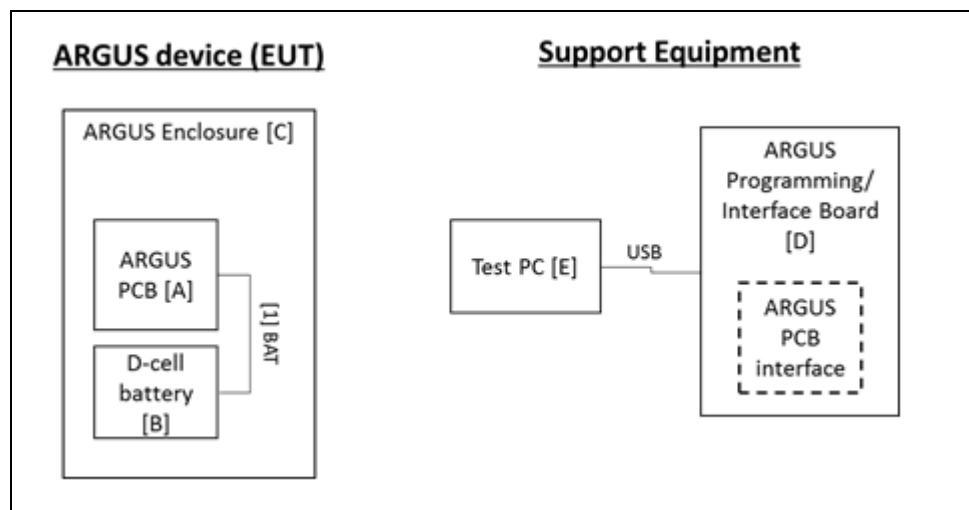 ARGUS device (EUT)
Support Equipment
ARGUS Enclosure [C]
ARGUS
PCB [A]
[1] BAT
D-cell
battery
[B]
Test PC [E]
USB
ARGUS
Programming/
Interface Board
[D]
ARGUS
PCB
interface